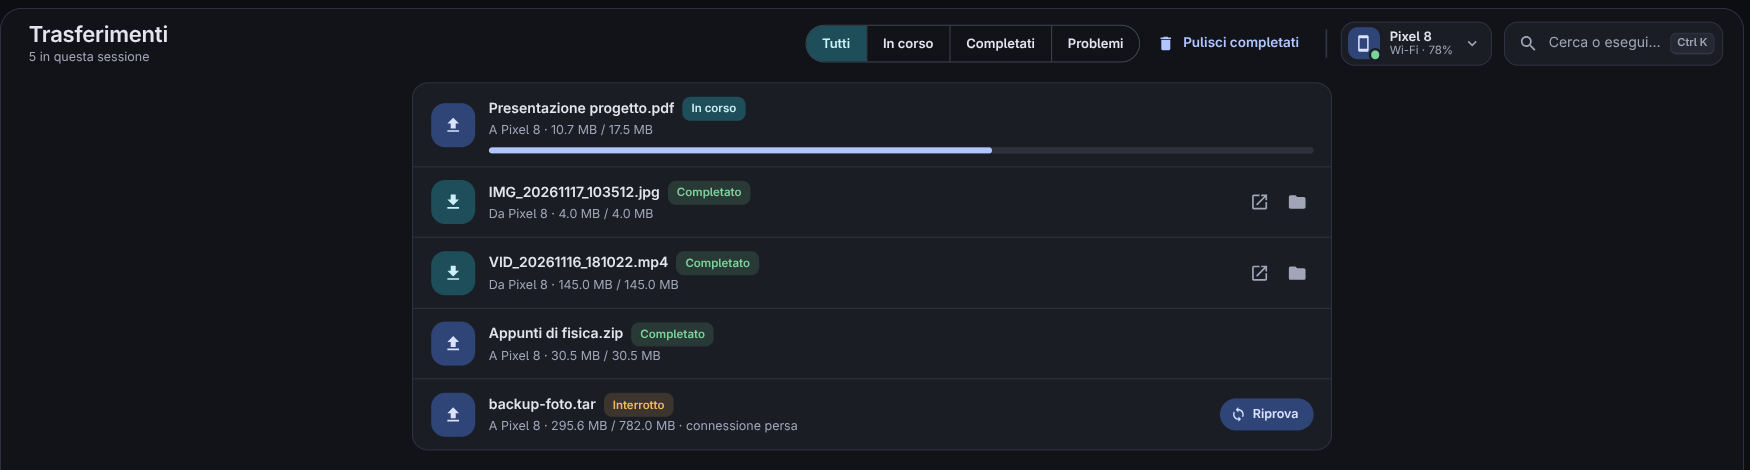 Trasferimenti
5 in questa sessione
Tutti
In corso
Completati
Problemi
Pulisci completati
Pixel 8
Wi-Fi · 78%
Cerca o esegui...
Ctrl K
Presentazione progetto.pdf
In corso
A Pixel 8 · 10.7 MB / 17.5 MB
IMG_20261117_103512.jpg
Completato
Da Pixel 8 · 4.0 MB / 4.0 MB
VID_20261116_181022.mp4
Completato
Da Pixel 8 · 145.0 MB / 145.0 MB
Appunti di fisica.zip
Completato
A Pixel 8 · 30.5 MB / 30.5 MB
backup-foto.tar
Interrotto
A Pixel 8 · 295.6 MB / 782.0 MB · connessione persa
Riprova